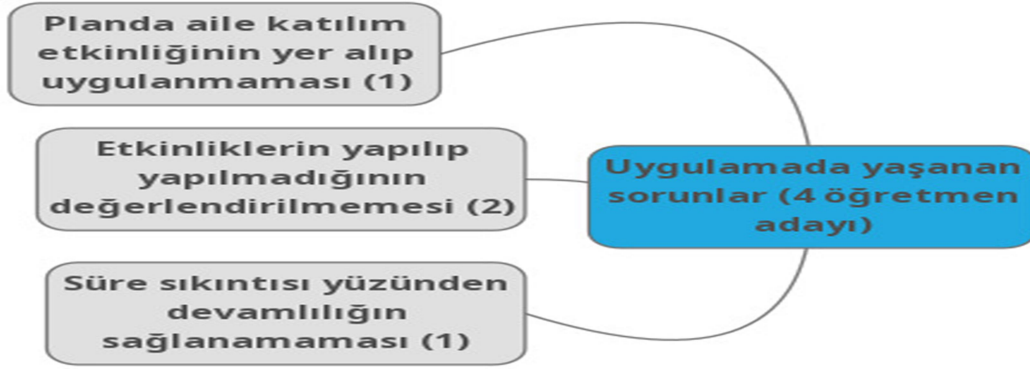 Planda aile katılım
etkinliğinin yer alıp
uygulanmaması (1)
Etkinliklerin yapılıp
yapılmadığının
değerlendirilmemesi (2)
Süre sıkıntısı yüzünden
devamlılığın
sağlanamaması (1)
Uygulamada yaşanan
sorunlar (4 öğretmen
adayı)